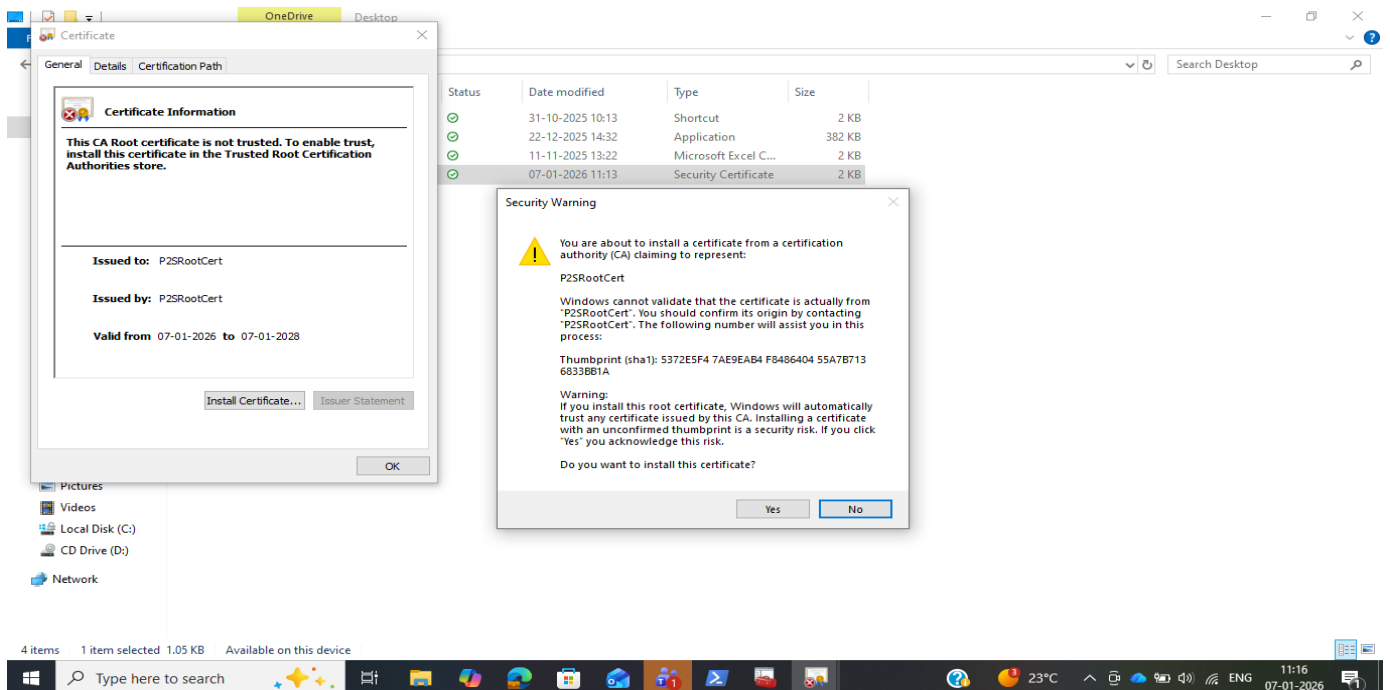 OneDrive
Desktop
Certificate
General
Details
Certification Path
Search Desktop
Certificate Information
This CA Root certificate is not trusted. To enable trust,
install this certificate in the Trusted Root Certification
Authorities store.
Issued to: P2SRootCert
Issued by: P2SRootCert
Valid from 07-01-2026 to 07-01-2028
Install Certificate...
Issuer Statement
OK
Status
Date modified
Type
Size
31-10-2025 10:13
Shortcut
2 KB
22-12-2025 14:32
Application
382 KB
11-11-2025 13:22
Microsoft Excel C...
2 KB
07-01-2026 11:13
Security Certificate
2 KB
Security Warning
You are about to install a certificate from a certification
authority (CA) claiming to represent:
P2SRootCert
Windows cannot validate that the certificate is actually from
"P2SRootCert". You should confirm its origin by contacting
"P2SRootCert". The following number will assist you in this
process:
Thumbprint (sha1): 5372E5F4 7AE9EAB4 F8486404 55A7B713
6833BB1A
Warning:
If you install this root certificate, Windows will automatically
trust any certificate issued by this CA. Installing a certificate
with an unconfirmed thumbprint is a security risk. If you click
"Yes" you acknowledge this risk.
Do you want to install this certificate?
Yes
No
Pictures
Videos
Local Disk (C:)
CD Drive (D:)
Network
4 items
1 item selected 1.05 KB
Available on this device
Type here to search
1
3
23°C
ENG
11:16
07-01-2026
1